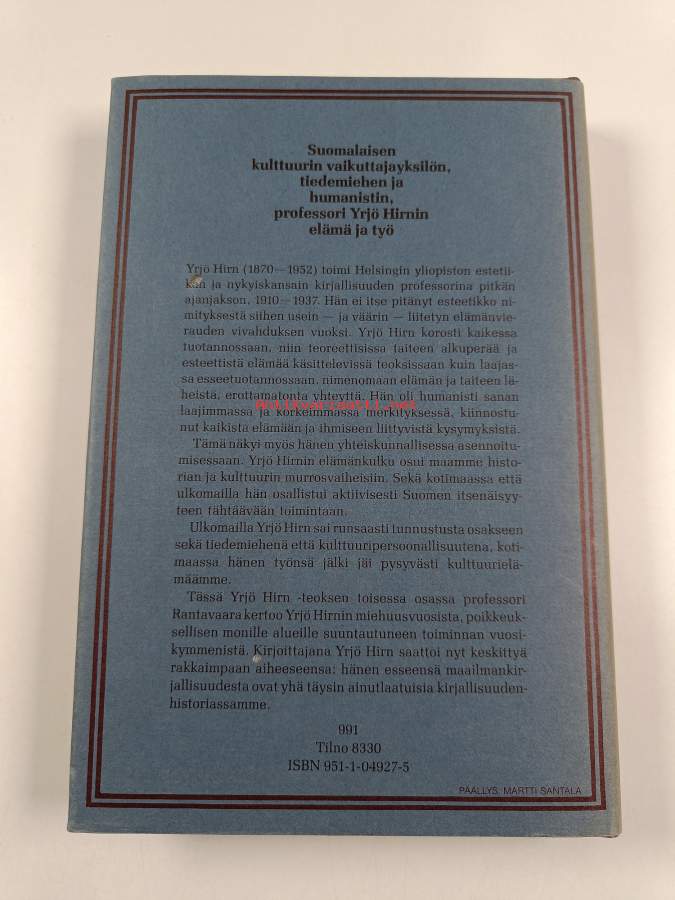 Suomalaisen
kulttuurin vaikuttajayksilön,
tiedemiehen ja
humanistin,
professori Yrjö Hirnin
elämä ja työ
Yrjö Hirn (1870—1952) toimi Helsingin yliopiston estetii-
kan ja nykyiskansain kirjallisuuden professorina pitkän
ajanjakson, 1910—1937. Hän ei itse pitänyt esteetikko ni-
mityksestä siihen usein — ja väärin — liitetyn elämänvie-
rauden vivahduksen vuoksi. Yrjö Hirn korosti kaikessa
tuotannossaan, niin teoreettisissa taiteen alkuperää ja
esteettistä elämää käsittelevissä teoksissaan kuin laajas-
sa esseetuotannossaan, nimenomaan elämän ja taiteen lä-
heistä, erottamatonta yhteyttä. Hän oli humanisti sanan
laajimmassa ja korkeimmassa merkityksessä, kiinnostu-
nut kaikista elämään ja ihmiseen liittyvistä kysymyksistä.
Tämä näkyi myös hänen yhteiskunnallisessa asennoitu-
misessaan. Yrjö Hirnin elämänkulku osui maamme histo-
rian ja kulttuurin murrosvaiheisiin. Sekä kotimaassa että
ulkomailla hän osallistui aktiivisesti Suomen itsenäisyy-
teen tähtäävään toimintaan.
Ulkomailla Yrjö Hirn sai runsaasti tunnustusta osakseen
sekä tiedemiehenä että kulttuuripersoonallisuutena, koti-
maassa hänen työnsä jälki jäi pysyvästi kulttuurielä-
määmme.
Tässä Yrjö Hirn -teoksen toisessa osassa professori
Rantavaara kertoo Yrjö Hirnin miehuusvuosista, poikkeuk-
sellisen monille alueille suuntautuneen toiminnan vuosi-
kymmenistä. Kirjoittajana Yrjö Hirn saattoi nyt keskittyä
rakkaimpaan aiheeseensa: hänen esseensä maailmankir-
jallisuudesta ovat yhä täysin ainutlaatuisia kirjallisuuden-
historiassamme.
991
Tilno 8330
ISBN 951-1-04927-5
PÄÄLLYS, MARTTI SANTALA
Antikvariaatti.net